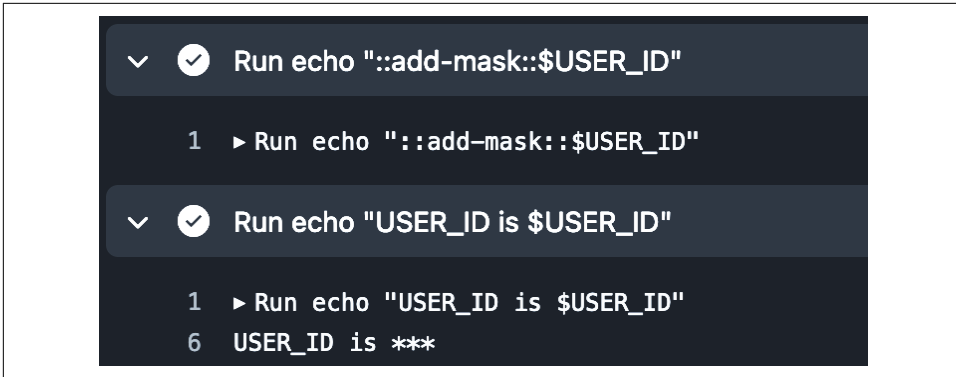 Run echo "::add-mask::$USER_ID"
1 ▶ Run echo "::add-mask::$USER_ID"
Run echo "USER_ID is $USER_ID"
1 ▶ Run echo "USER_ID is $USER_ID"
6 USER_ID is ***